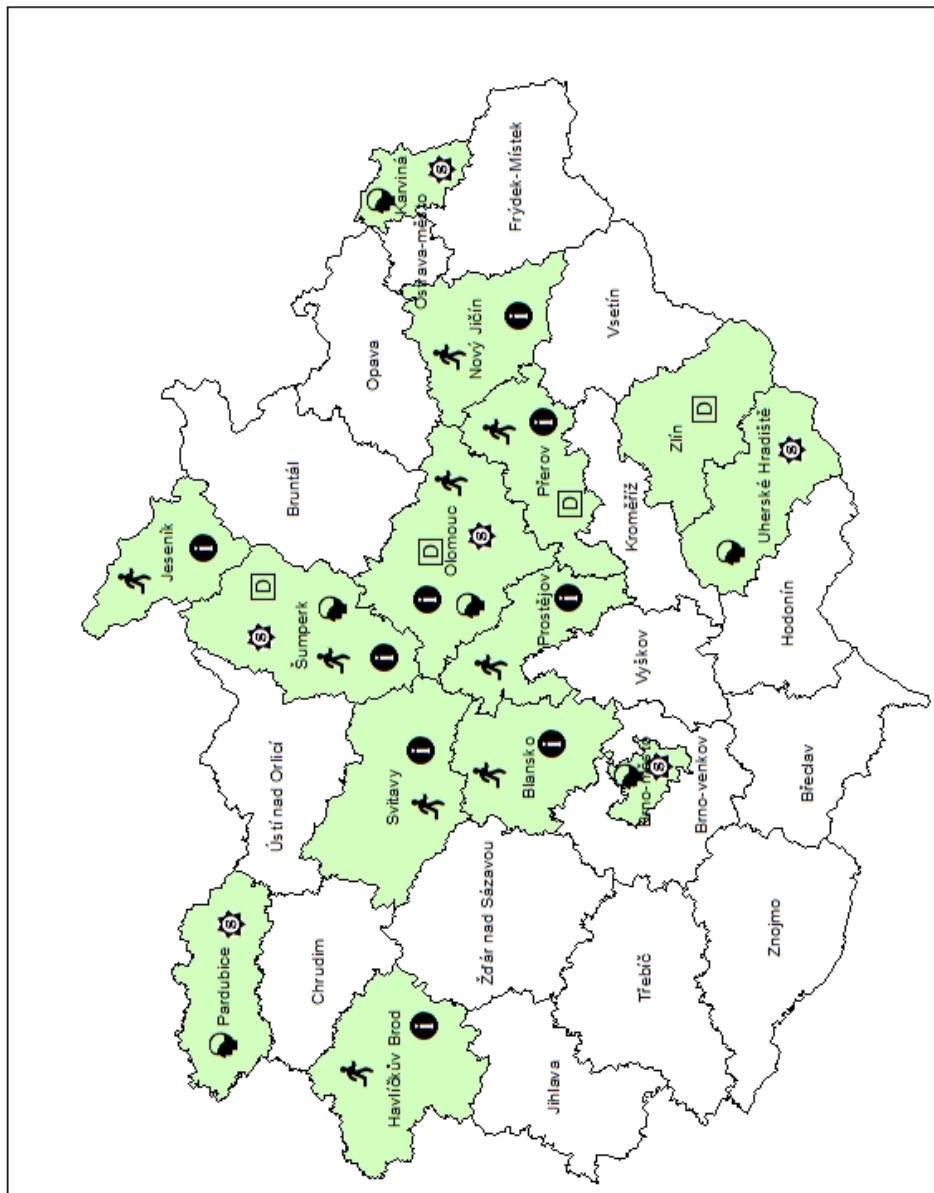 Jeseník
Pardubice
Ústí nad Orlicí
Bruntál
Šumperk
Chrudim
Opava
Svitavy
Havlíčkův Brod
Karviná
Ostrava-město
Olomouc
Nový Jičín
Žďár nad Sázavou
Frýdek-Místek
Blansko
Prostějov
Přerov
Jihlava
Vsetín
Kroměříž
Třebíč
Brno-město
Vyškov
Zlín
Brno-venkov
Uherské Hradiště
Znojmo
Hodonín
Břeclav